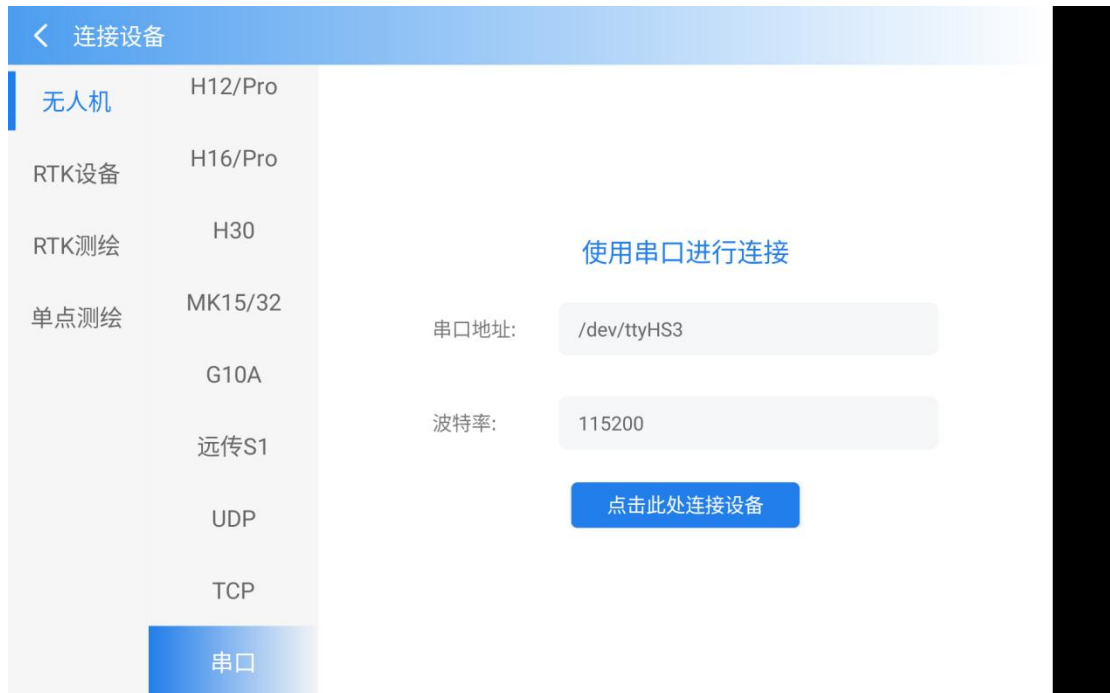 连接设备
无人机
RTK设备
RTK测绘
单点测绘
H12/Pro
H16/Pro
H30
MK15/32
G10A
远传S1
UDP
TCP
串口
使用串口进行连接
串口地址: /dev/ttyHS3
波特率: 115200
点击此处连接设备